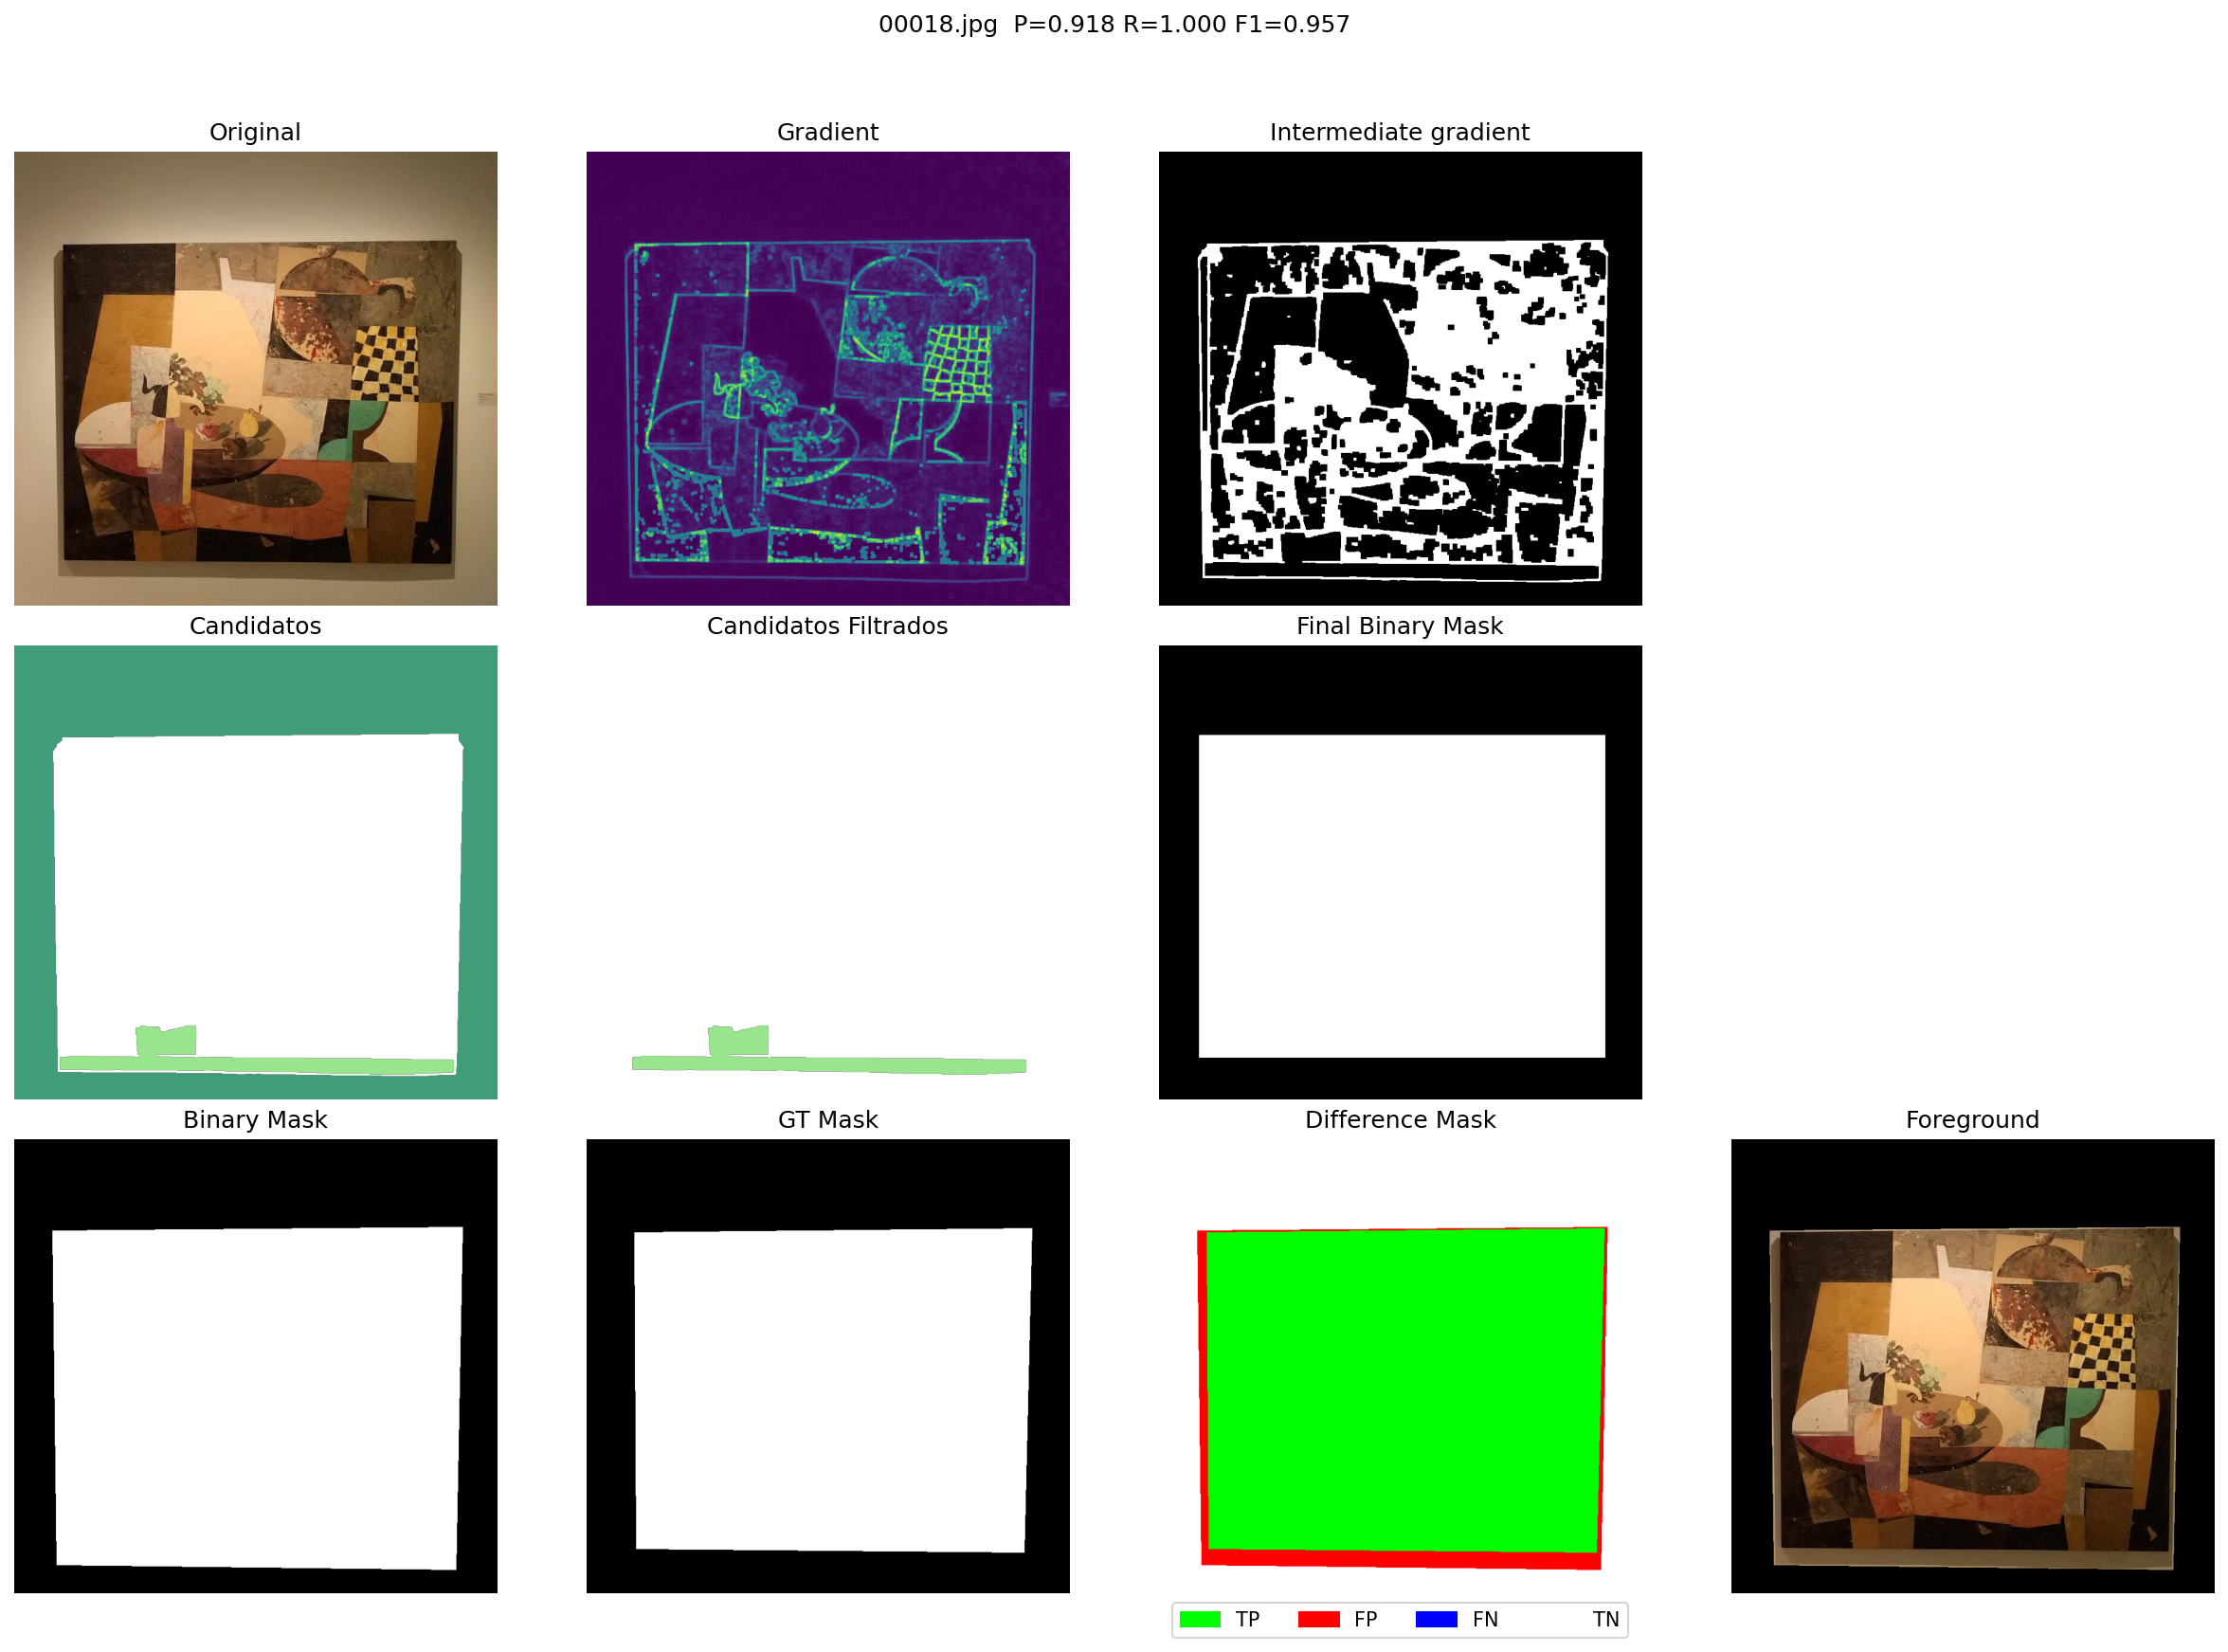 00018.jpg  P=0.918 R=1.000 F1=0.957
Original
Gradient
Intermediate gradient
Candidatos
Candidatos Filtrados
Final Binary Mask
Binary Mask
GT Mask
Difference Mask
Foreground
TP
FP
FN
TN